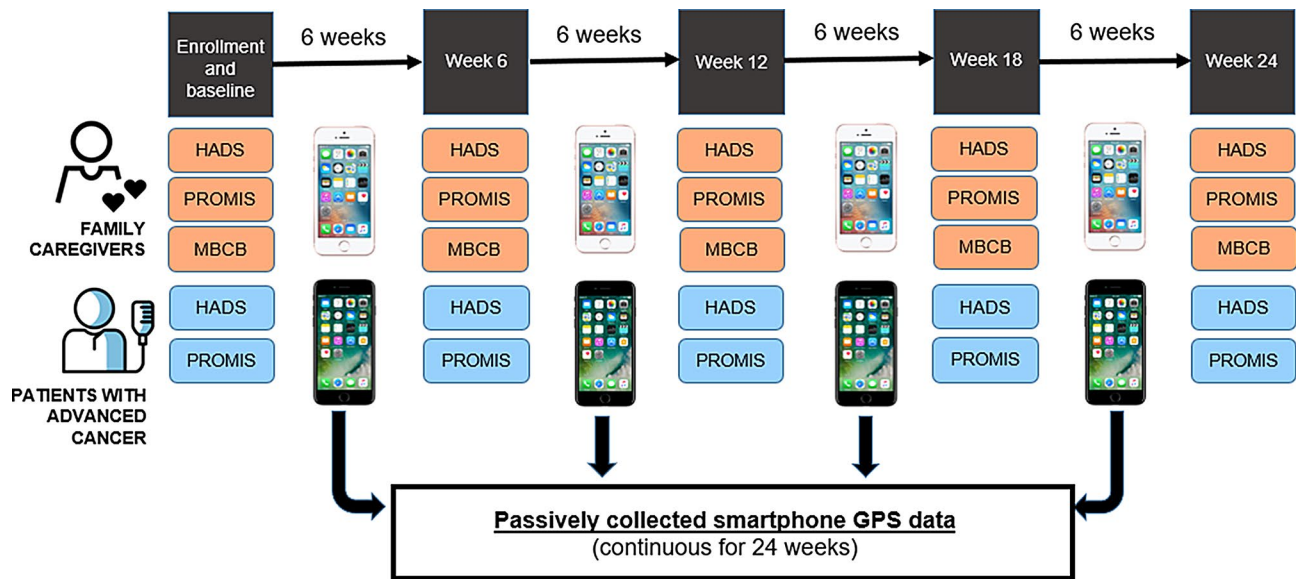 Enrollment
and
baseline
6 weeks
Week 6
6 weeks
Week 12
6 weeks
Week 18
6 weeks
Week 24
FAMILY
CAREGIVERS
HADS
HADS
HADS
HADS
HADS
PROMIS
PROMIS
PROMIS
PROMIS
PROMIS
MBCB
MBCB
MBCB
MBCB
MBCB
PATIENTS WITH
ADVANCED
CANCER
HADS
HADS
HADS
HADS
HADS
PROMIS
PROMIS
PROMIS
PROMIS
PROMIS
Passively collected smartphone GPS data
(continuous for 24 weeks)